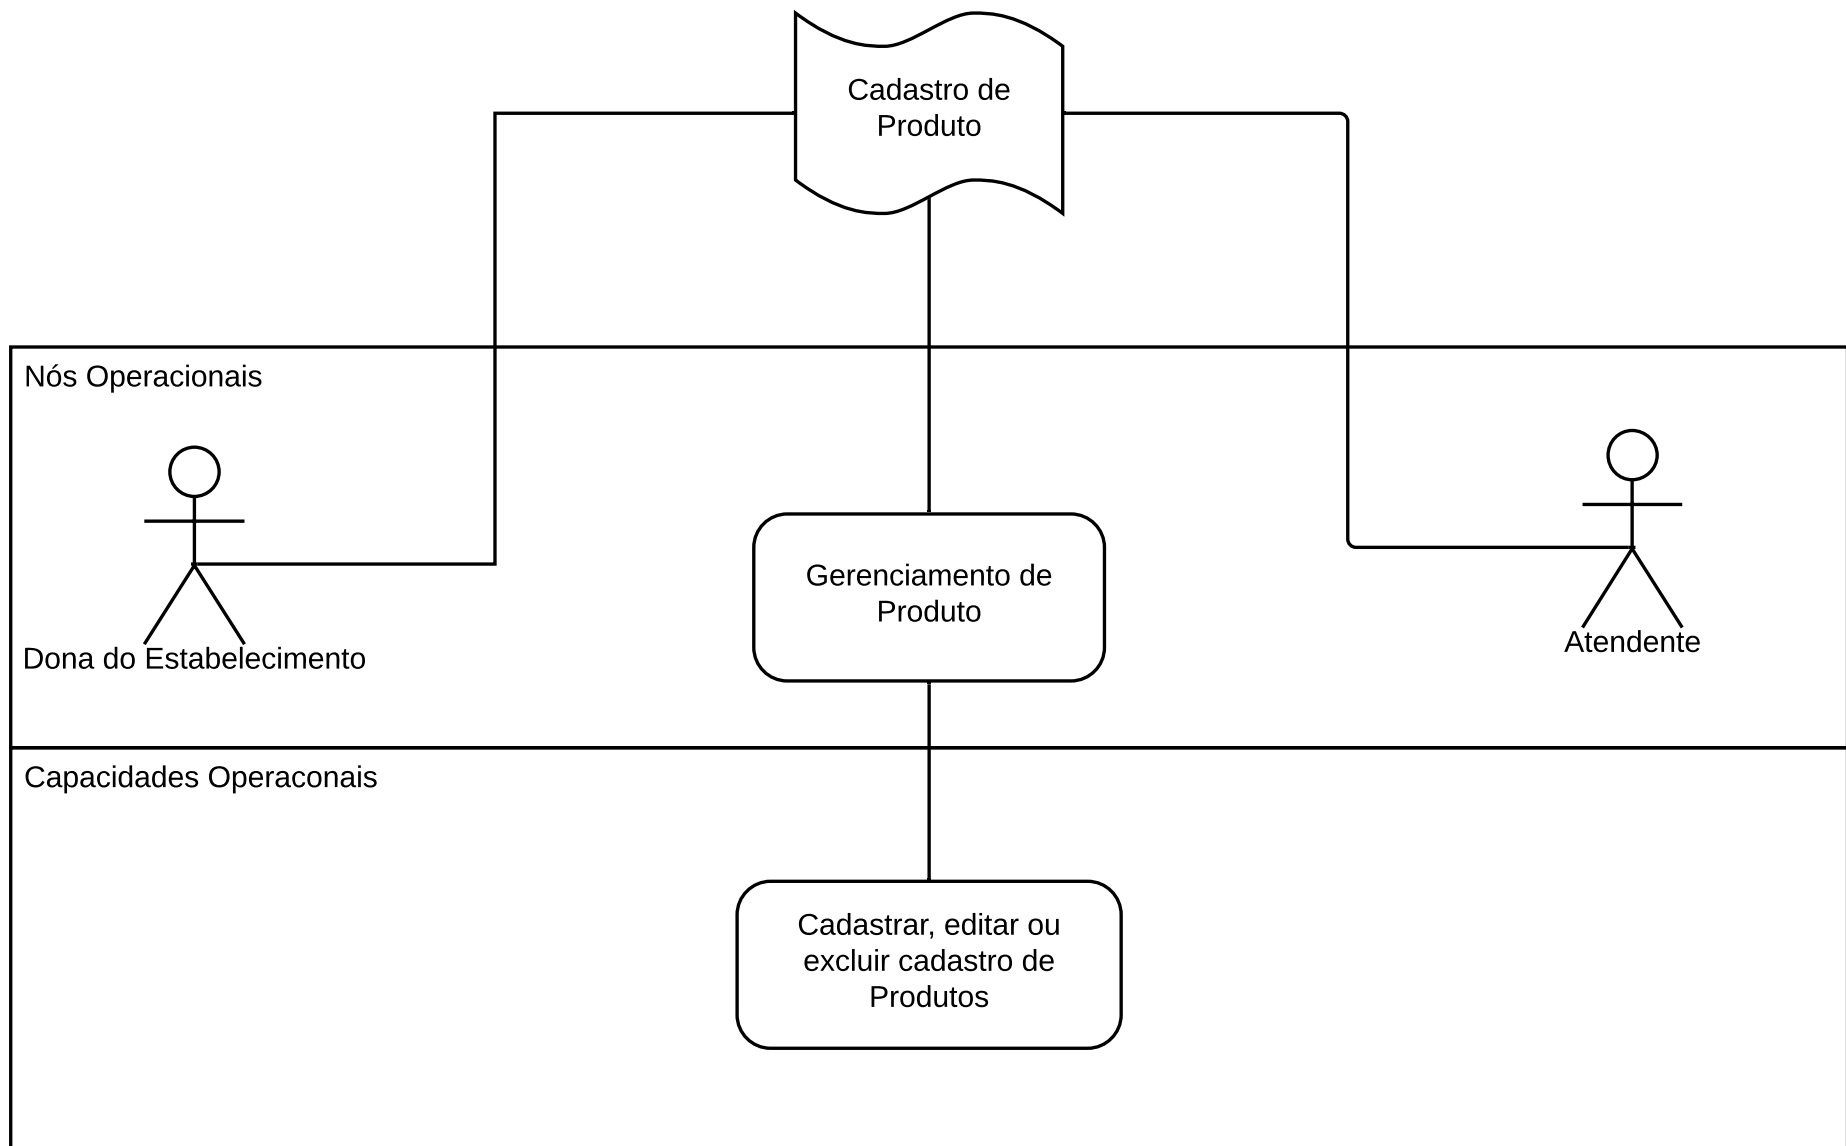 Cadastro de
Produto
Nós Operacionais
Gerenciamento de
Produto
Dona do Estabelecimento
Atendente
Capacidades Operaconais
Cadastrar, editar ou
excluir cadastro de
Produtos